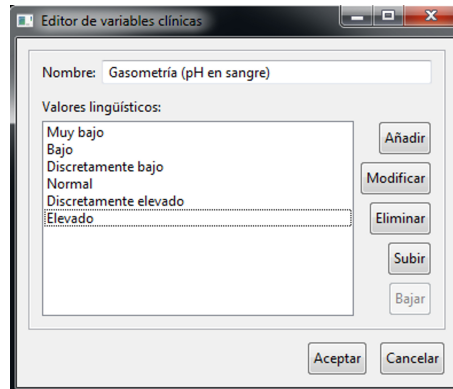 Editor de variables clínicas
Nombre: Gasometría (pH en sangre)
Valores lingüísticos:
Muy bajo
Bajo
Discretamente bajo
Normal
Discretamente elevado
Elevado
Añadir
Modificar
Eliminar
Subir
Bajar
Aceptar Cancelar